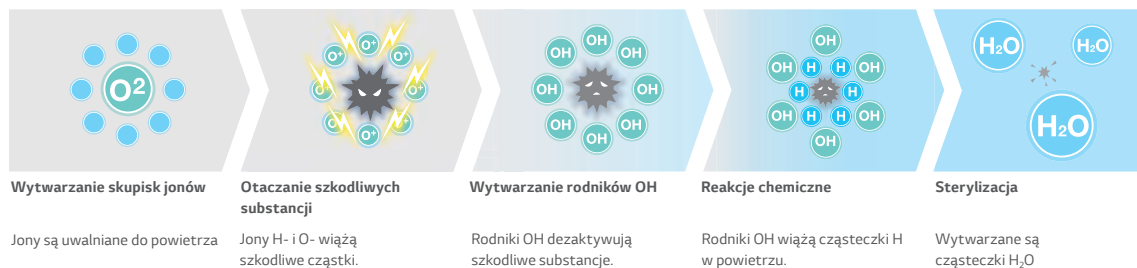 O²
O⁺ O⁺ O⁺ O⁺ O⁺ O⁺ O⁺ O⁺
OH OH OH OH OH OH OH OH
OH OH OH OH OH OH
H H H H H H
H₂O H₂O H₂O
Wytwarzanie skupisk jonów
Jony są uwalniane do powietrza
Otaczanie szkodliwych
substancji
Jony H- i O- wiążą
szkodliwe cząstki.
Wytwarzanie rodników OH
Rodniki OH dezaktywują
szkodliwe substancje.
Reakcje chemiczne
Rodniki OH wiążą cząsteczki H
w powietrzu.
Sterylizacja
Wytwarzane są
cząsteczki H₂O